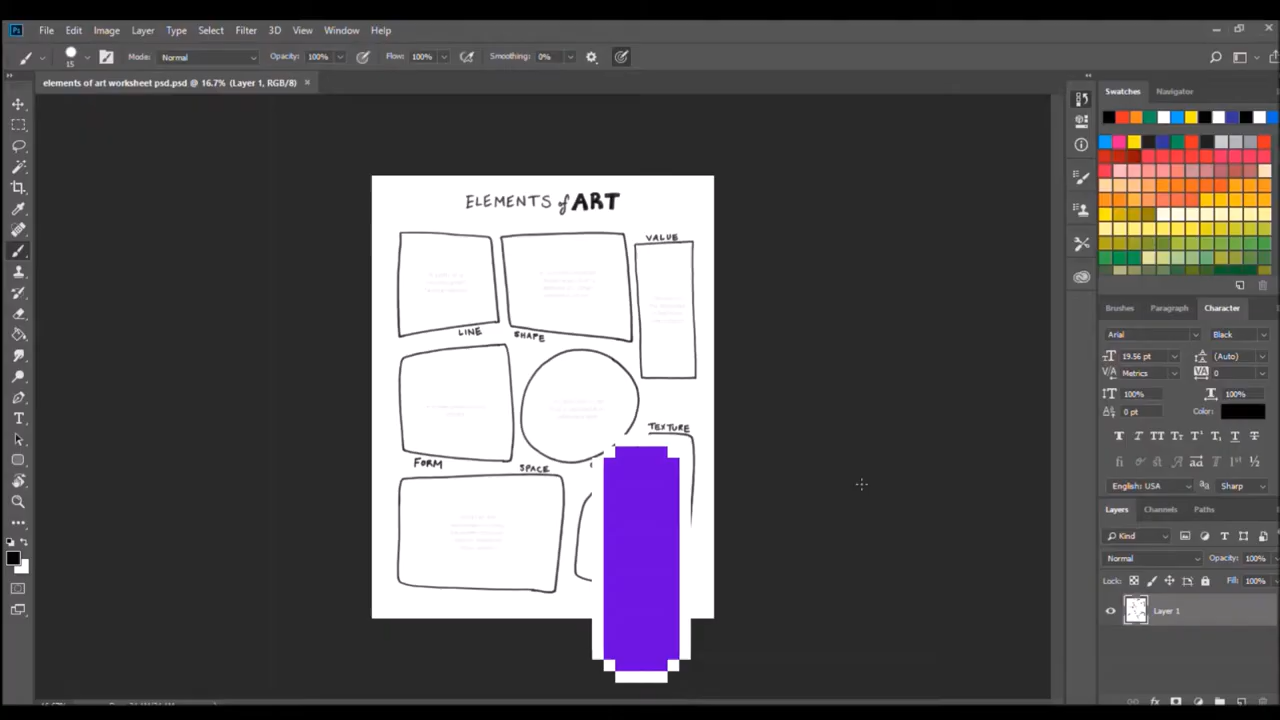 Ps File Edit Image Layer Type Select Filter 3D View Window Help
15 Mode: Normal Opacity: 100% Flow: 100% Smoothing: 0%
elements of art worksheet psd.psd @ 16.7% (Layer 1, RGB/8)
Swatches Navigator
ELEMENTS of ART
VALUE
LINE
SHAPE
TEXTURE
FORM
SPACE
Brushes Paragraph Character
Arial Black
19.56 pt (Auto)
Metrics 0
100% 100%
0 pt Color:
English: USA Sharp
Layers Channels Paths
Kind
Normal Opacity: 100%
Lock: Fill: 100%
Layer 1